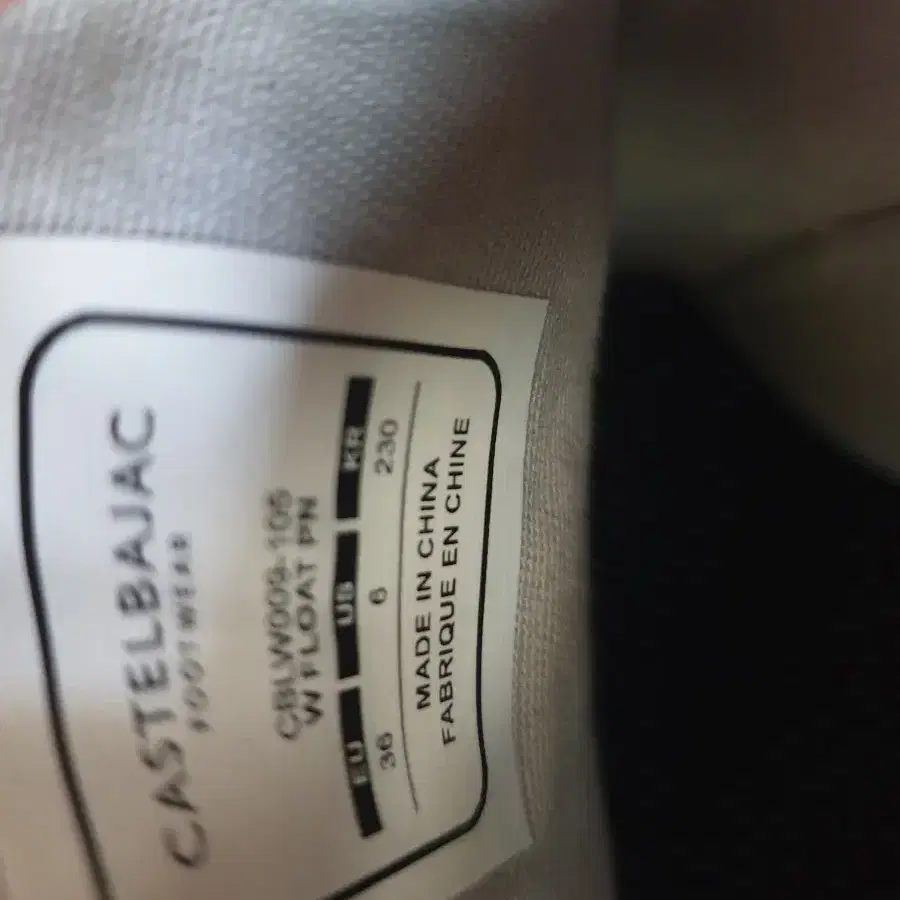 CASTELBAJAC
FOOTWEAR
CBLW009-105
W FLOAT PN
EU US KR
36 6 230
MADE IN CHINA
FABRIQUE EN CHINE